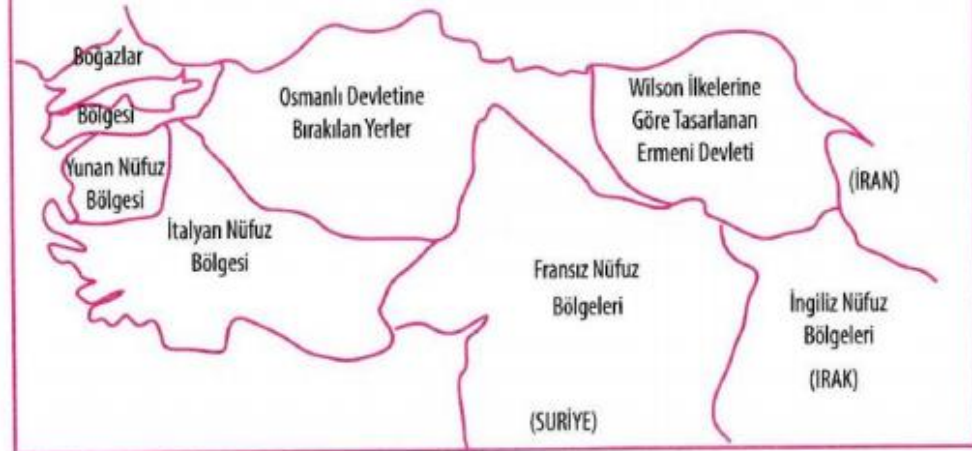 Boğazlar
Bölgesi
Yunan Nüfuz
Bölgesi
İtalyan Nüfuz
Bölgesi
Osmanlı Devletine
Bırakılan Yerler
Wilson İlkelerine
Göre Tasarlanan
Ermeni Devleti
(İRAN)
Fransız Nüfuz
Bölgeleri
İngiliz Nüfuz
Bölgeleri
(IRAK)
(SURİYE)